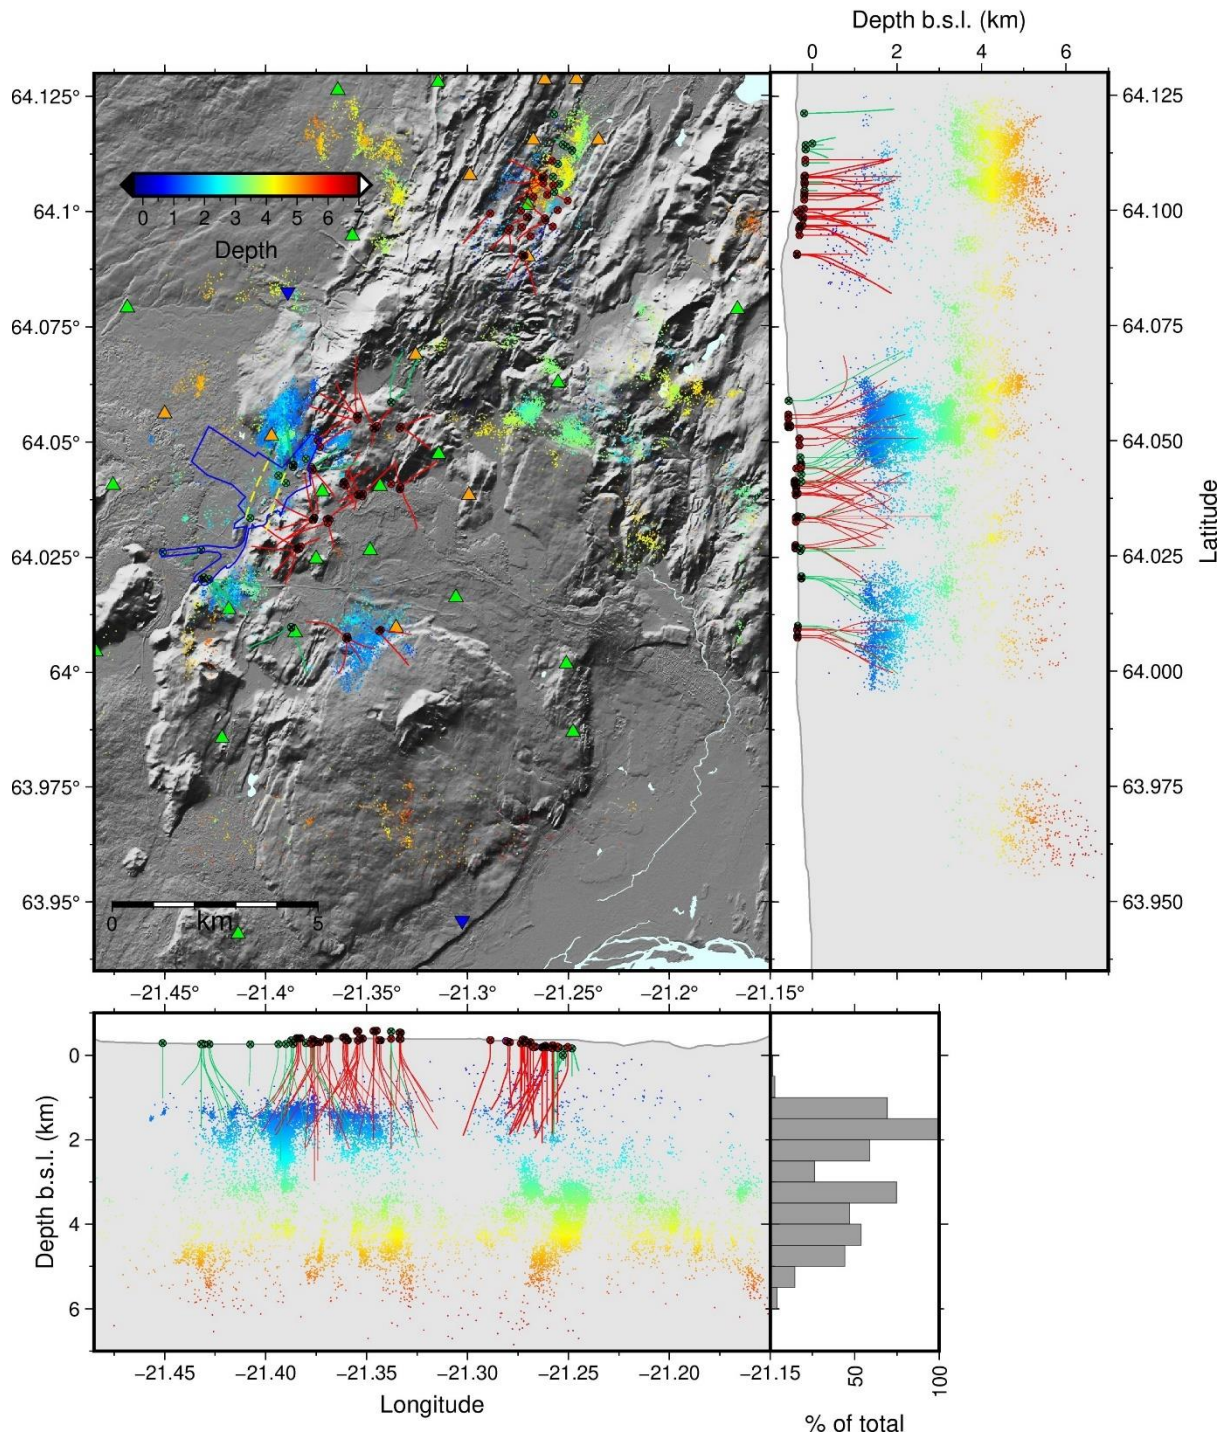 Depth b.s.l. (km)
0 2 4 6
64.125°
64.1°
64.075°
64.05°
64.025°
64°
63.975°
63.95°
0 1 2 3 4 5 6 7
Depth
0 km 5
64.125
64.100
64.075
64.050
64.025
64.000
63.975
63.950
Latitude
−21.45° −21.4° −21.35° −21.3° −21.25° −21.2° −21.15°
Depth b.s.l. (km)
0
2
4
6
−21.45 −21.40 −21.35 −21.30 −21.25 −21.20 −21.15
Longitude
50 100
% of total